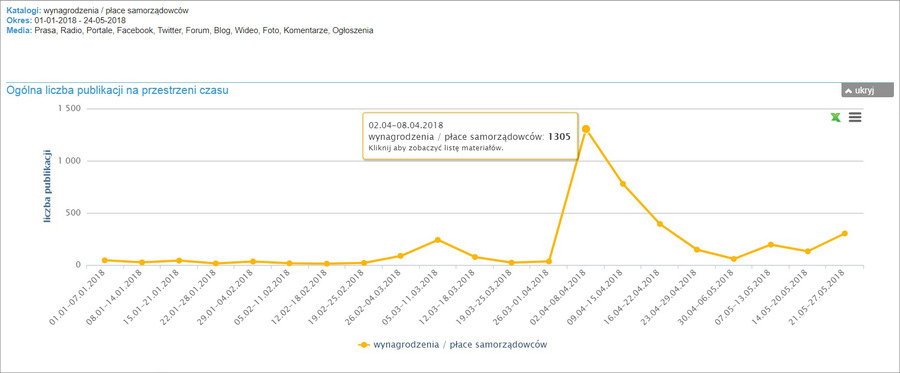 Katalogi: wynagrodzenia / płace samorządowców
Okres: 01-01-2018 - 24-05-2018
Media: Prasa, Radio, Portale, Facebook, Twitter, Forum, Blog, Wideo, Foto, Komentarze, Ogłoszenia
Ogólna liczba publikacji na przestrzeni czasu
ukryj
1 500
1 000
500
0
liczba publikacji
02.04-08.04.2018
wynagrodzenia / płace samorządowców: 1305
Kliknij aby zobaczyć listę materiałów.
01.01-07.01.2018
08.01-14.01.2018
15.01-21.01.2018
22.01-28.01.2018
29.01-04.02.2018
05.02-11.02.2018
12.02-18.02.2018
19.02-25.02.2018
26.02-04.03.2018
05.03-11.03.2018
12.03-18.03.2018
19.03-25.03.2018
26.03-01.04.2018
02.04-08.04.2018
09.04-15.04.2018
16.04-22.04.2018
23.04-29.04.2018
30.04-06.05.2018
07.05-13.05.2018
14.05-20.05.2018
21.05-27.05.2018
wynagrodzenia / płace samorządowców